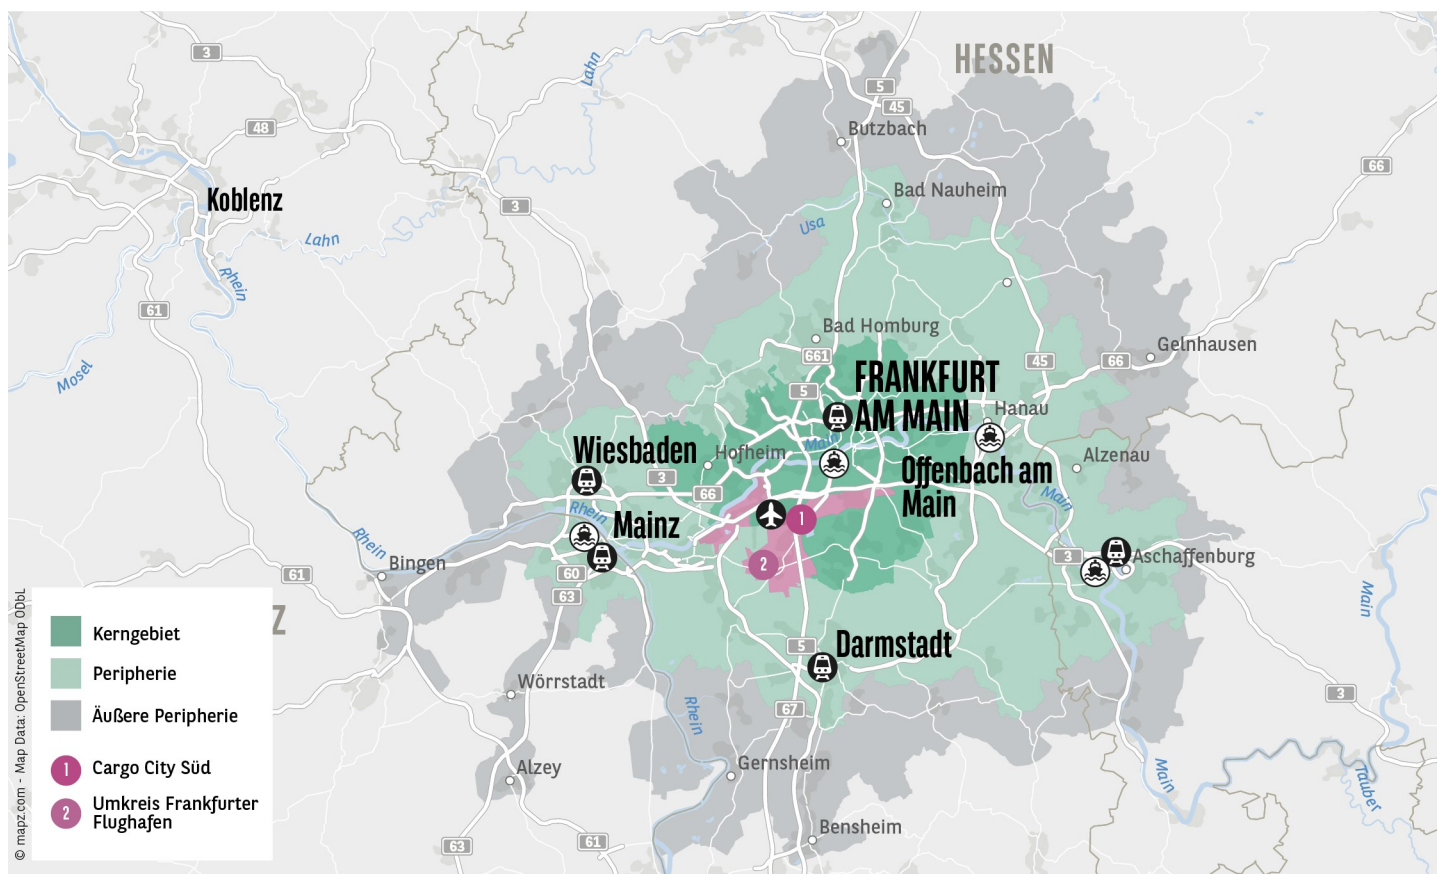 HESSEN
3
5
45
Butzbach
48
Lahn
66
Koblenz
Bad Nauheim
3
Usa
Lahn
Rhein
61
Bad Homburg
Gelnhausen
661
45
66
Mosel
FRANKFURT
AM MAIN
5
Hanau
Main
Wiesbaden
Hofheim
Alzenau
Offenbach am
Main
3
66
Main
Rhein
Mainz
1
Rhein
Bingen
2
3
Aschaffenburg
60
61
63
Main
Z
Darmstadt
5
Wörrstadt
3
Rhein
67
Gernsheim
Alzey
Main
Tauber
Bensheim
63
61
Kerngebiet
Peripherie
Äußere Peripherie
1 Cargo City Süd
2 Umkreis Frankfurter
Flughafen
© mapz.com - Map Data: OpenStreetMap ODbL